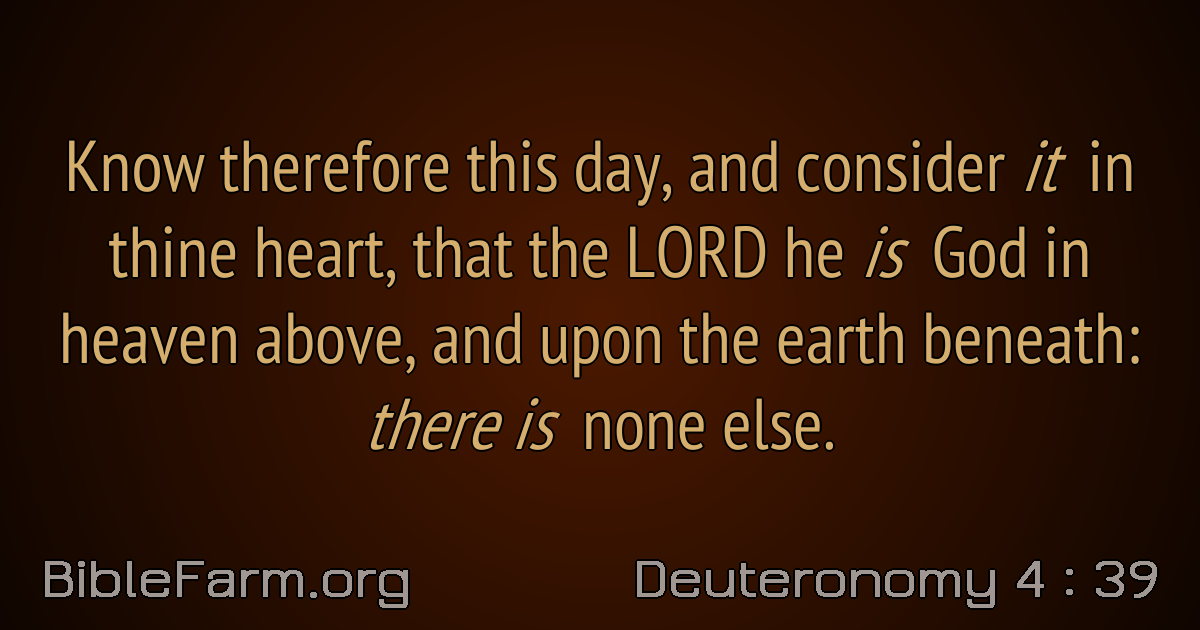 Know therefore this day, and consider it in
thine heart, that the LORD he is God in
heaven above, and upon the earth beneath:
there is none else.
BibleFarm.org
Deuteronomy 4 : 39